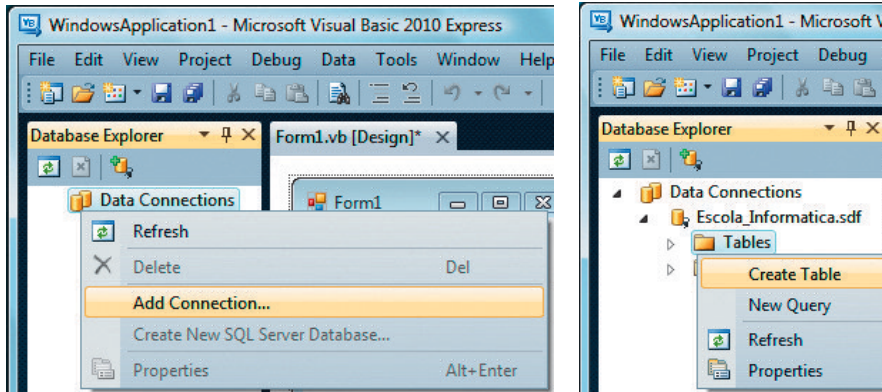 WindowsApplication1 - Microsoft Visual Basic 2010 Express
File Edit View Project Debug Data Tools Window Help
Database Explorer
Form1.vb [Design]*
Data Connections
Form1
Refresh
Delete Del
Add Connection...
Create New SQL Server Database...
Properties Alt+Enter
WindowsApplication1 - Microsoft V
File Edit View Project Debug
Database Explorer
Data Connections
Escola_Informatica.sdf
Tables
Create Table
New Query
Refresh
Properties